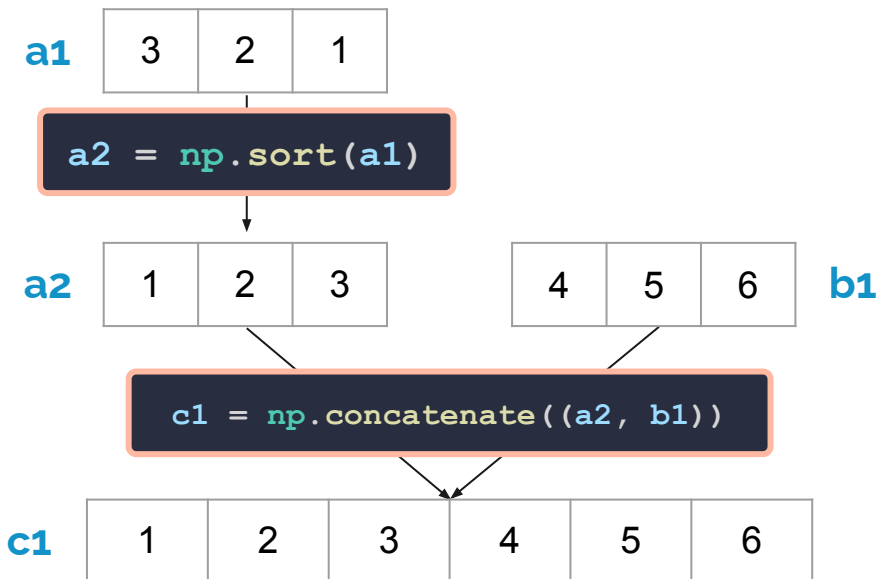 a1 3 2 1
a2 = np.sort(a1)
a2 1 2 3 4 5 6 b1
c1 = np.concatenate((a2, b1))
c1 1 2 3 4 5 6